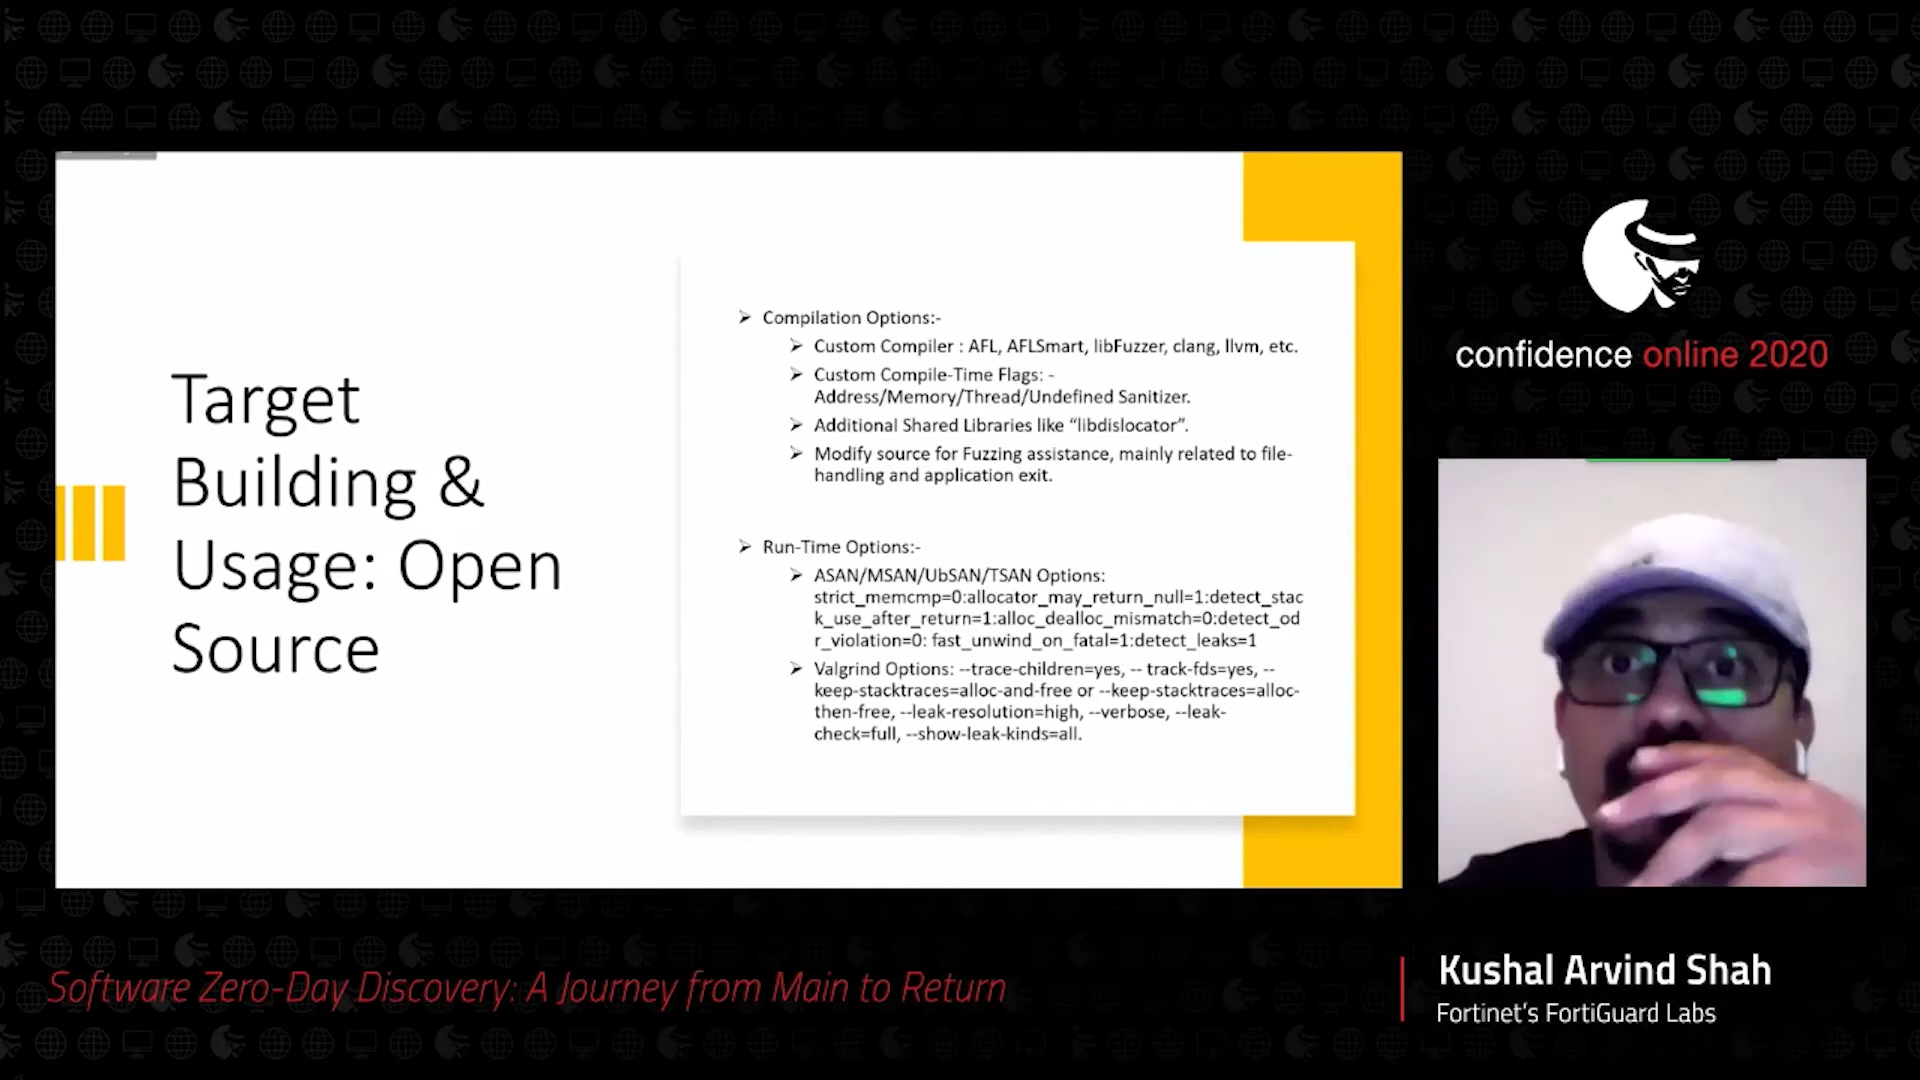 Target
Building &
Usage: Open
Source
➢ Compilation Options:-
➢ Custom Compiler : AFL, AFLSmart, libFuzzer, clang, llvm, etc.
➢ Custom Compile-Time Flags: -
Address/Memory/Thread/Undefined Sanitizer.
➢ Additional Shared Libraries like “libdislocator”.
➢ Modify source for Fuzzing assistance, mainly related to file-
handling and application exit.
➢ Run-Time Options:-
➢ ASAN/MSAN/UbSAN/TSAN Options:
strict_memcmp=0:allocator_may_return_null=1:detect_stac
k_use_after_return=1:alloc_dealloc_mismatch=0:detect_od
r_violation=0: fast_unwind_on_fatal=1:detect_leaks=1
➢ Valgrind Options: --trace-children=yes, -- track-fds=yes, --
keep-stacktraces=alloc-and-free or --keep-stacktraces=alloc-
then-free, --leak-resolution=high, --verbose, --leak-
check=full, --show-leak-kinds=all.
confidence online 2020
Software Zero-Day Discovery: A Journey from Main to Return
Kushal Arvind Shah
Fortinet's FortiGuard Labs